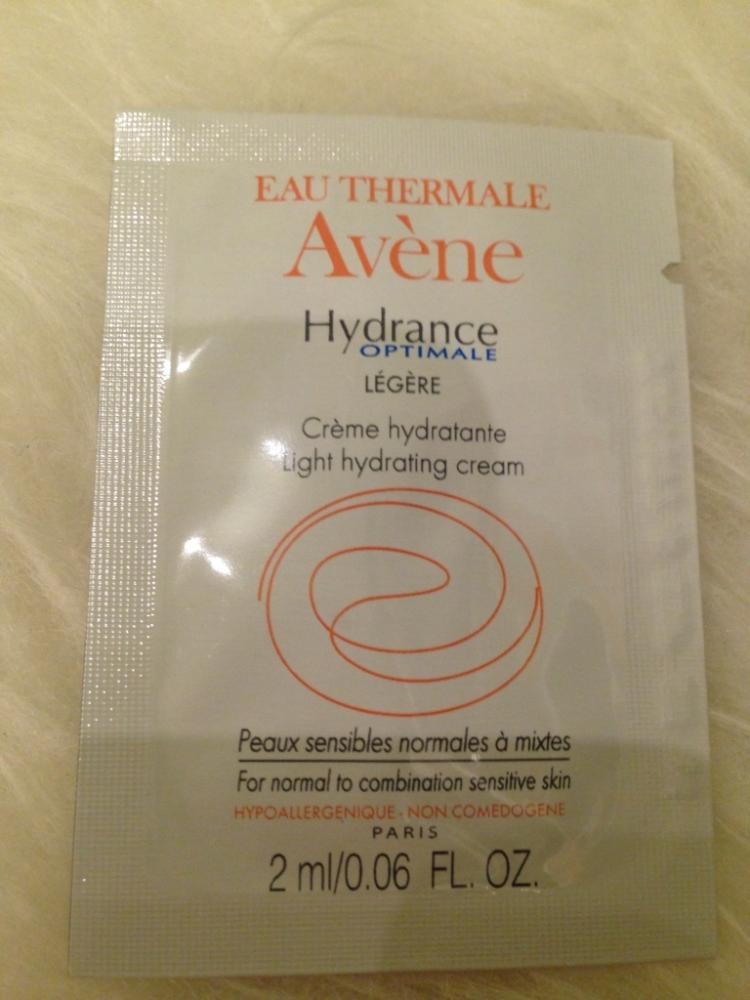 EAU THERMALE
Avène
Hydrance
OPTIMALE
LÉGÈRE
Crème hydratante
Light hydrating cream
Peaux sensibles normales à mixtes
For normal to combination sensitive skin
HYPOALLERGÉNIQUE - NON COMEDOGENE
PARIS
2 ml/0.06 FL. OZ.